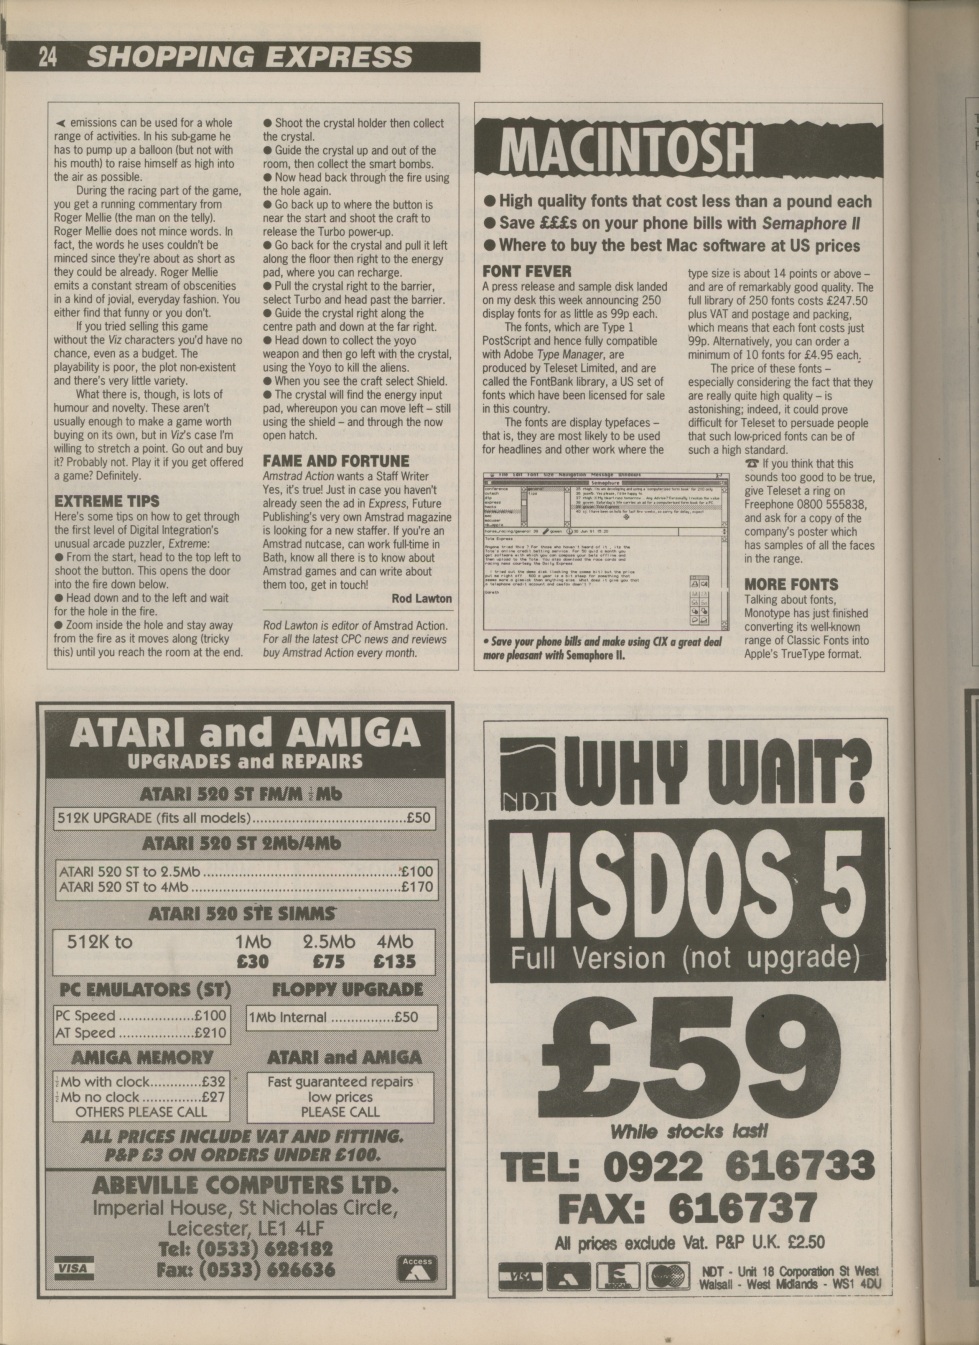 24 SHOPPING EXPRESS
◄ emissions can be used for a whole
range of activities. In his sub-game he
has to pump up a balloon (but not with
his mouth) to raise himself as high into
the air as possible.
During the racing part of the game,
you get a running commentary from
Roger Mellie (the man on the telly).
Roger Mellie does not mince words. In
fact, the words he uses couldn't be
minced since they're about as short as
they could be already. Roger Mellie
emits a constant stream of obscenities
in a kind of jovial, everyday fashion. You
either find that funny or you don't.
If you tried selling this game
without the Viz characters you'd have no
chance, even as a budget. The
playability is poor, the plot non-existent
and there's very little variety.
What there is, though, is lots of
humour and novelty. These aren't
usually enough to make a game worth
buying on its own, but in Viz's case I'm
willing to stretch a point. Go out and buy
it? Probably not. Play it if you get offered
a game? Definitely.
EXTREME TIPS
Here's some tips on how to get through
the first level of Digital Integration's
unusual arcade puzzler, Extreme:
● From the start, head to the top left to
shoot the button. This opens the door
into the fire down below.
● Head down and to the left and wait
for the hole in the fire.
● Zoom inside the hole and stay away
from the fire as it moves along (tricky
this) until you reach the room at the end.
● Shoot the crystal holder then collect
the crystal.
● Guide the crystal up and out of the
room, then collect the smart bombs.
● Now head back through the fire using
the hole again.
● Go back up to where the button is
near the start and shoot the craft to
release the Turbo power-up.
● Go back for the crystal and pull it left
along the floor then right to the energy
pad, where you can recharge.
● Pull the crystal right to the barrier,
select Turbo and head past the barrier.
● Guide the crystal right along the
centre path and down at the far right.
● Head down to collect the yoyo
weapon and then go left with the crystal,
using the Yoyo to kill the aliens.
● When you see the craft select Shield.
● The crystal will find the energy input
pad, whereupon you can move left – still
using the shield – and through the now
open hatch.
FAME AND FORTUNE
Amstrad Action wants a Staff Writer
Yes, it's true! Just in case you haven't
already seen the ad in Express, Future
Publishing's very own Amstrad magazine
is looking for a new staffer. If you're an
Amstrad nutcase, can work full-time in
Bath, know all there is to know about
Amstrad games and can write about
them too, get in touch!
Rod Lawton
Rod Lawton is editor of Amstrad Action.
For all the latest CPC news and reviews
buy Amstrad Action every month.
MACINTOSH
● High quality fonts that cost less than a pound each
● Save £££s on your phone bills with Semaphore II
● Where to buy the best Mac software at US prices
FONT FEVER
A press release and sample disk landed
on my desk this week announcing 250
display fonts for as little as 99p each.
The fonts, which are Type 1
PostScript and hence fully compatible
with Adobe Type Manager, are
produced by Teleset Limited, and are
called the FontBank library, a US set of
fonts which have been licensed for sale
in this country.
The fonts are display typefaces –
that is, they are most likely to be used
for headlines and other work where the
type size is about 14 points or above –
and are of remarkably good quality. The
full library of 250 fonts costs £247.50
plus VAT and postage and packing,
which means that each font costs just
99p. Alternatively, you can order a
minimum of 10 fonts for £4.95 each.
The price of these fonts –
especially considering the fact that they
are really quite high quality – is
astonishing; indeed, it could prove
difficult for Teleset to persuade people
that such low-priced fonts can be of
such a high standard.
☎ If you think that this
sounds too good to be true,
give Teleset a ring on
Freephone 0800 555838,
and ask for a copy of the
company's poster which
has samples of all the faces
in the range.
MORE FONTS
Talking about fonts,
Monotype has just finished
converting its well-known
range of Classic Fonts into
Apple's TrueType format.
Semaphore
• Save your phone bills and make using CIX a great deal
more pleasant with Semaphore II.
ATARI and AMIGA
UPGRADES and REPAIRS
ATARI 520 ST FM/M ½Mb
512K UPGRADE (fits all models)......£50
ATARI 520 ST 2Mb/4Mb
ATARI 520 ST to 2.5Mb......£100
ATARI 520 ST to 4Mb......£170
ATARI 520 STE SIMMS
512K to 1Mb 2.5Mb 4Mb
£30 £75 £135
PC EMULATORS (ST)
PC Speed......£100
AT Speed......£210
FLOPPY UPGRADE
1Mb Internal......£50
AMIGA MEMORY
½Mb with clock......£32
½Mb no clock......£27
OTHERS PLEASE CALL
ATARI and AMIGA
Fast guaranteed repairs
low prices
PLEASE CALL
ALL PRICES INCLUDE VAT AND FITTING.
P&P £3 ON ORDERS UNDER £100.
ABEVILLE COMPUTERS LTD.
Imperial House, St Nicholas Circle,
Leicester, LE1 4LF
Tel: (0533) 628182
Fax: (0533) 626636
VISA
Access
NDT WHY WAIT?
MSDOS 5
Full Version (not upgrade)
£59
While stocks last!
TEL: 0922 616733
FAX: 616737
All prices exclude Vat. P&P U.K. £2.50
VISA
NDT - Unit 18 Corporation St West
Walsall - West Midlands - WS1 4DU